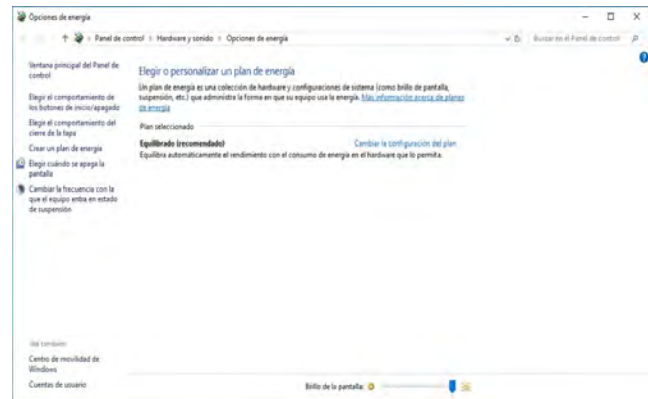 Opciones de energía
Panel de control > Hardware y sonido > Opciones de energía
Buscar en el Panel de control
Ventana principal del Panel de
control
Elegir el comportamiento de
los botones de inicio/apagado
Elegir el comportamiento del
cierre de la tapa
Crear un plan de energía
Elegir cuándo se apaga la
pantalla
Cambiar la frecuencia con la
que el equipo entra en estado
de suspensión
Elegir o personalizar un plan de energía
Un plan de energía es una colección de hardware y configuraciones de sistema (como brillo de pantalla,
suspensión, etc.) que administra la forma en que su equipo usa la energía. Más información acerca de planes
de energía
Plan seleccionado
Equilibrado (recomendado) Cambiar la configuración del plan
Equilibra automáticamente el rendimiento con el consumo de energía en el hardware que lo permita.
Vea también
Centro de movilidad de
Windows
Cuentas de usuario
Brillo de la pantalla: